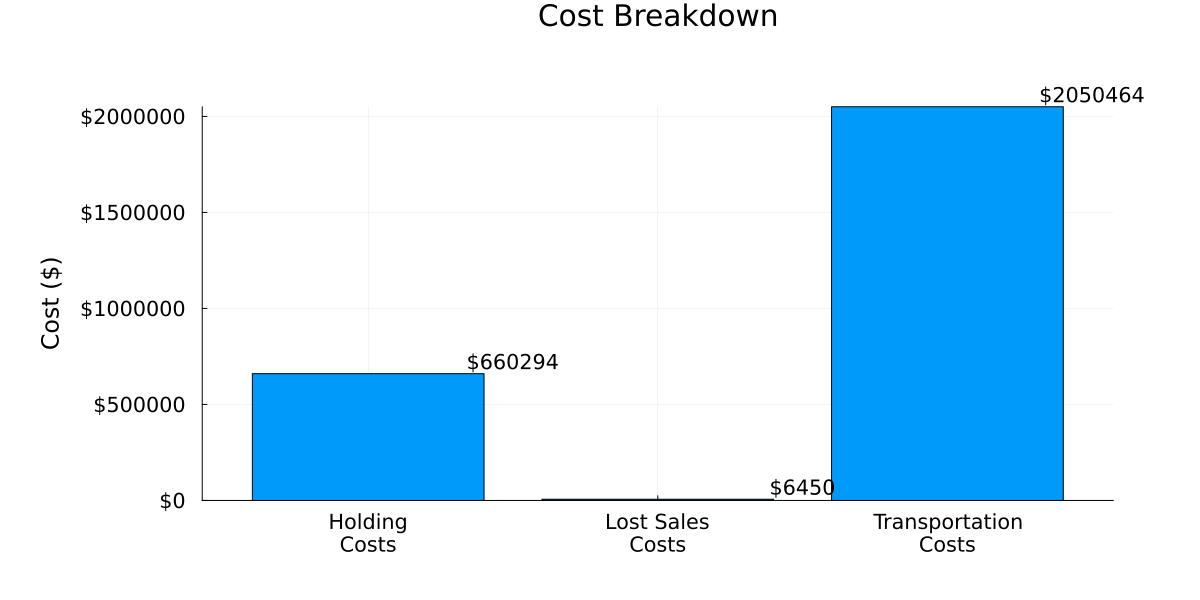 Cost Breakdown
$2050464
$2000000
$1500000
Cost ($)
$1000000
$660294
$500000
$6450
$0
Holding
Costs
Lost Sales
Costs
Transportation
Costs